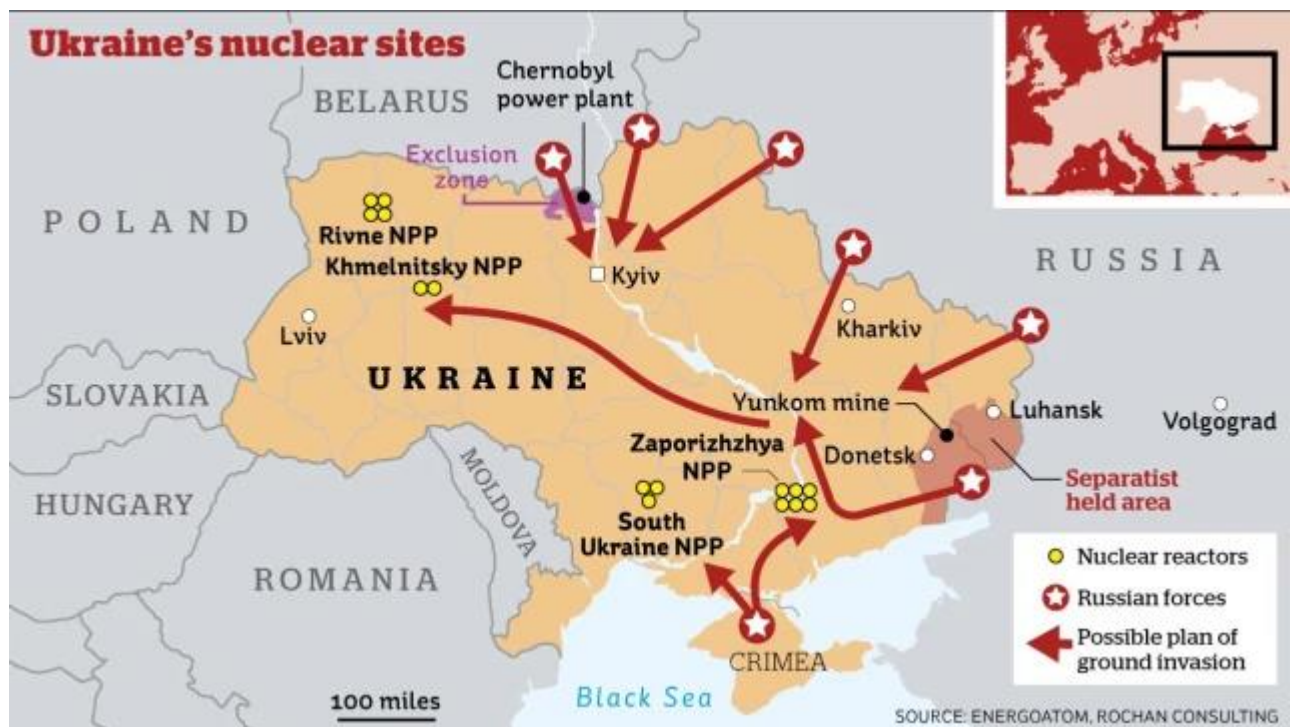 Ukraine's nuclear sites
Chernobyl
power plant
BELARUS
Exclusion
zone
POLAND
Rivne NPP
Khmelnitsky NPP
Kyiv
RUSSIA
Lviv
Kharkiv
UKRAINE
SLOVAKIA
Yunkom mine
Luhansk
Volgograd
Zaporizhzhya
NPP
Donetsk
Separatist
held area
HUNGARY
MOLDOVA
South
Ukraine NPP
ROMANIA
Nuclear reactors
Russian forces
Possible plan of
ground invasion
CRIMEA
Black Sea
100 miles
SOURCE: ENERGOATOM, ROCHAN CONSULTING